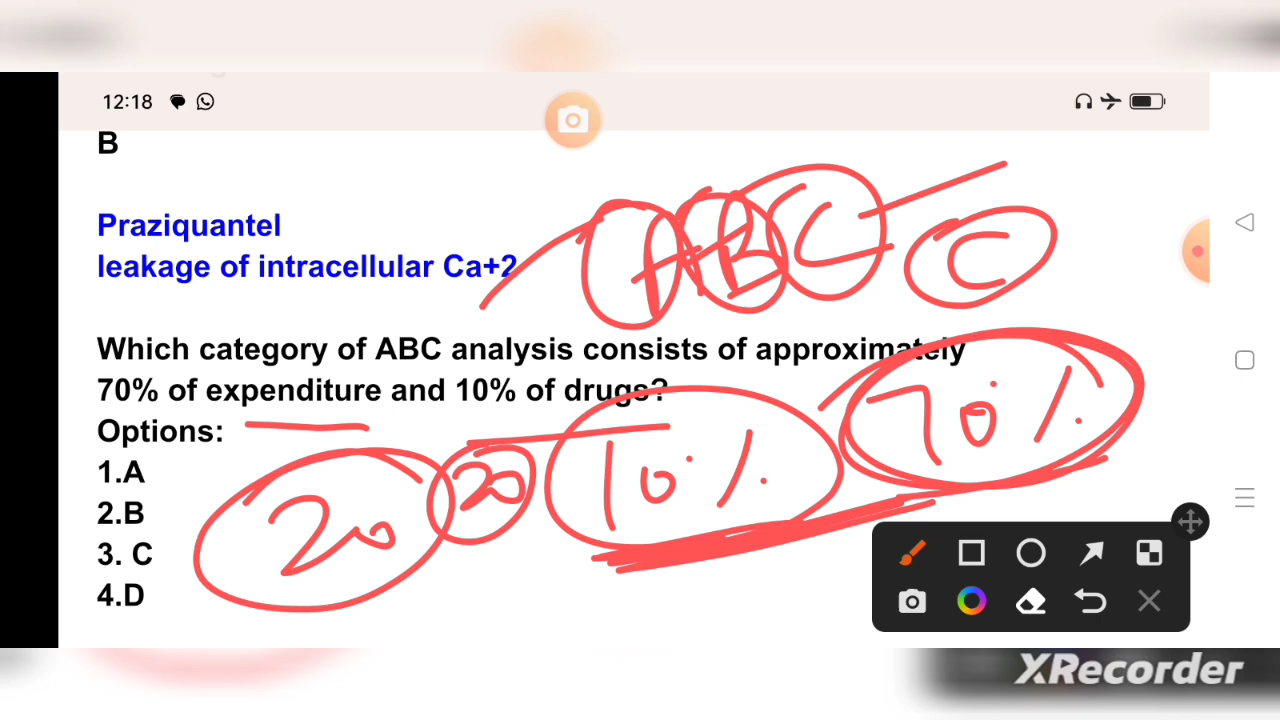 12:18
B
Praziquantel
leakage of intracellular Ca+2
ABC
C
Which category of ABC analysis consists of approximately
70% of expenditure and 10% of drugs?
Options:
1.A
2.B
3. C
4.D
20
20
10%
70%
XRecorder